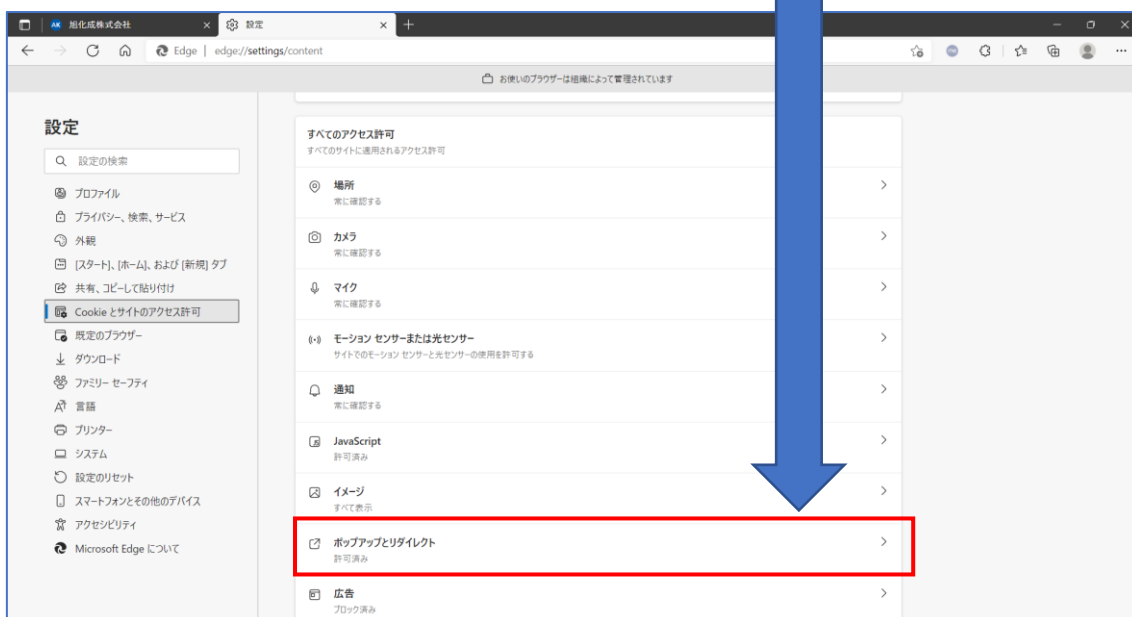 旭化成株式会社
設定
Edge | edge://settings/content
お使いのブラウザーは組織によって管理されています
設定
設定の検索
プロファイル
プライバシー、検索、サービス
外観
[スタート]、[ホーム]、および [新規] タブ
共有、コピーして貼り付け
Cookie とサイトのアクセス許可
既定のブラウザー
ダウンロード
ファミリー セーフティ
言語
プリンター
システム
設定のリセット
スマートフォンとその他のデバイス
アクセシビリティ
Microsoft Edge について
すべてのアクセス許可
すべてのサイトに適用されるアクセス許可
場所
常に確認する
カメラ
常に確認する
マイク
常に確認する
モーション センサーまたは光センサー
サイトでのモーション センサーと光センサーの使用を許可する
通知
常に確認する
JavaScript
許可済み
イメージ
すべて表示
ポップアップとリダイレクト
許可済み
広告
ブロック済み